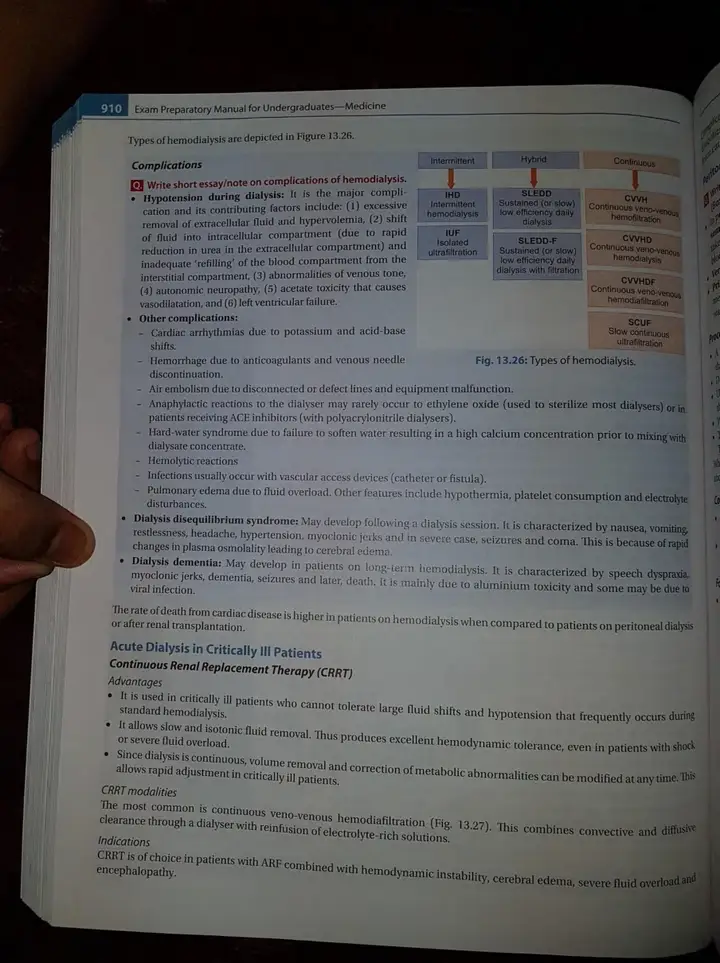 910 Exam Preparatory Manual for Undergraduates—Medicine
Types of hemodialysis are depicted in Figure 13.26.
Complications
Q Write short essay/note on complications of hemodialysis.
• Hypotension during dialysis: It is the major compli-
cation and its contributing factors include: (1) excessive
removal of extracellular fluid and hypervolemia, (2) shift
of fluid into intracellular compartment (due to rapid
reduction in urea in the extracellular compartment) and
inadequate 'refilling' of the blood compartment from the
interstitial compartment, (3) abnormalities of venous tone,
(4) autonomic neuropathy, (5) acetate toxicity that causes
vasodilatation, and (6) left ventricular failure.
• Other complications:
– Cardiac arrhythmias due to potassium and acid-base
shifts.
– Hemorrhage due to anticoagulants and venous needle
discontinuation.
Intermittent
IHD
Intermittent
hemodialysis
IUF
Isolated
ultrafiltration
Hybrid
SLEDD
Sustained (or slow)
low efficiency daily
dialysis
SLEDD-F
Sustained (or slow)
low efficiency daily
dialysis with filtration
Continuous
CVVH
Continuous veno-venous
hemofiltration
CVVHD
Continuous veno-venous
hemodialysis
CVVHDF
Continuous veno-venous
hemodiafiltration
SCUF
Slow continuous
ultrafiltration
Fig. 13.26: Types of hemodialysis.
– Air embolism due to disconnected or defect lines and equipment malfunction.
– Anaphylactic reactions to the dialyser may rarely occur to ethylene oxide (used to sterilize most dialysers) or in
patients receiving ACE inhibitors (with polyacrylonitrile dialysers).
– Hard-water syndrome due to failure to soften water resulting in a high calcium concentration prior to mixing with
dialysate concentrate.
– Hemolytic reactions
– Infections usually occur with vascular access devices (catheter or fistula).
– Pulmonary edema due to fluid overload. Other features include hypothermia, platelet consumption and electrolyte
disturbances.
• Dialysis disequilibrium syndrome: May develop following a dialysis session. It is characterized by nausea, vomiting,
restlessness, headache, hypertension, myoclonic jerks and in severe case, seizures and coma. This is because of rapid
changes in plasma osmolality leading to cerebral edema.
• Dialysis dementia: May develop in patients on long-term hemodialysis. It is characterized by speech dyspraxia,
myoclonic jerks, dementia, seizures and later, death. It is mainly due to aluminium toxicity and some may be due to
viral infection.
The rate of death from cardiac disease is higher in patients on hemodialysis when compared to patients on peritoneal dialysis
or after renal transplantation.
Acute Dialysis in Critically Ill Patients
Continuous Renal Replacement Therapy (CRRT)
Advantages
• It is used in critically ill patients who cannot tolerate large fluid shifts and hypotension that frequently occurs during
standard hemodialysis.
• It allows slow and isotonic fluid removal. Thus produces excellent hemodynamic tolerance, even in patients with shock
or severe fluid overload.
• Since dialysis is continuous, volume removal and correction of metabolic abnormalities can be modified at any time. This
allows rapid adjustment in critically ill patients.
CRRT modalities
The most common is continuous veno-venous hemodiafiltration (Fig. 13.27). This combines convective and diffusive
clearance through a dialyser with reinfusion of electrolyte-rich solutions.
Indications
CRRT is of choice in patients with ARF combined with hemodynamic instability, cerebral edema, severe fluid overload and
encephalopathy.